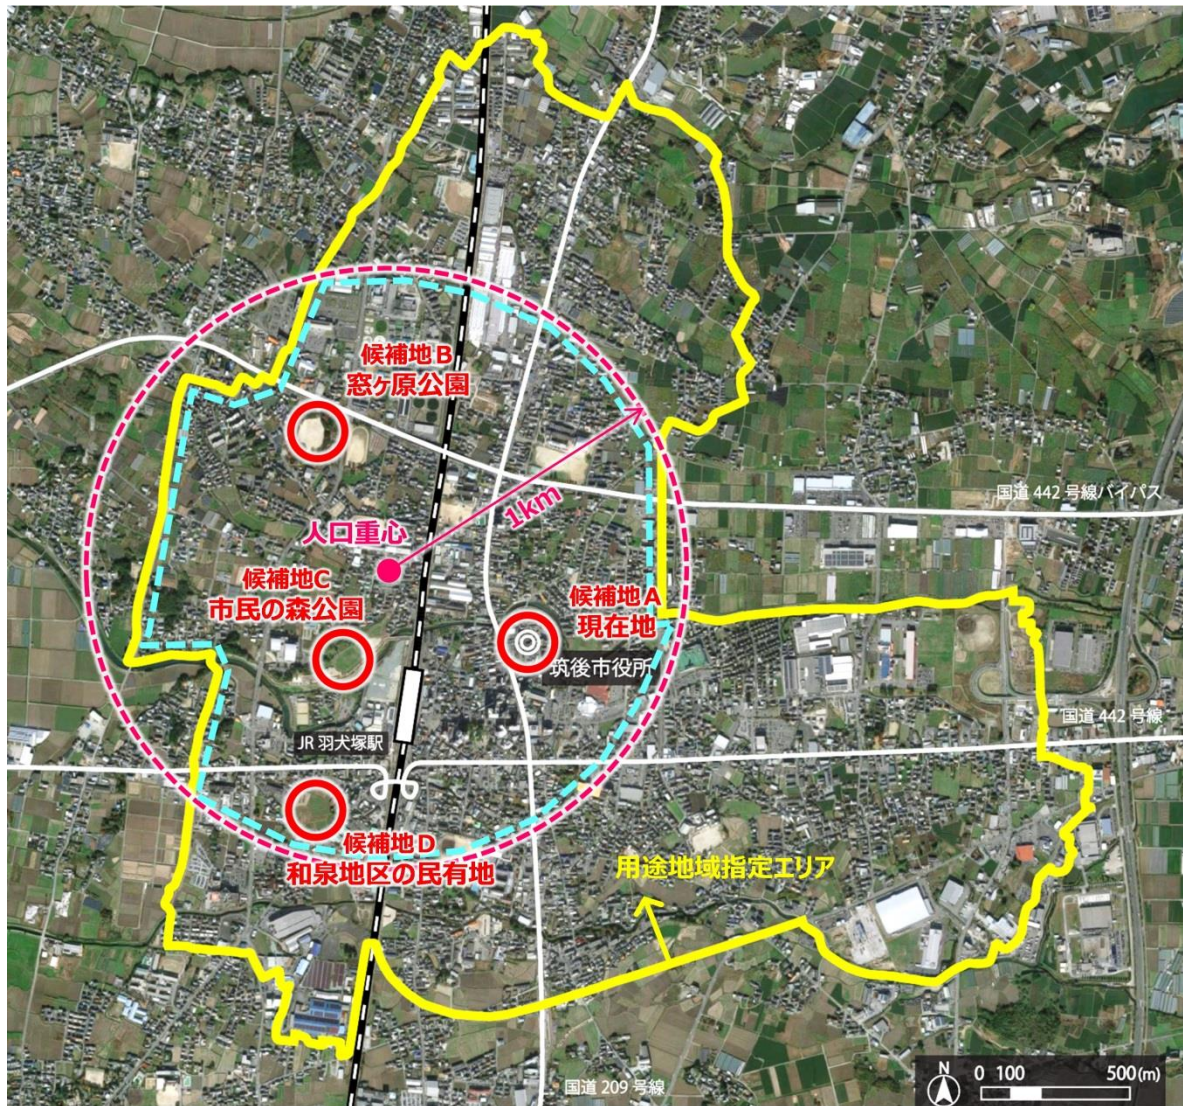 候補地B
窓ヶ原公園
1km
国道 442 号線バイパス
人口重心
候補地C
市民の森公園
候補地A
現在地
筑後市役所
JR 羽犬塚駅
国道 442 号線
候補地D
和泉地区の民有地
用途地域指定エリア
国道 209 号線
N
0 100 500(m)